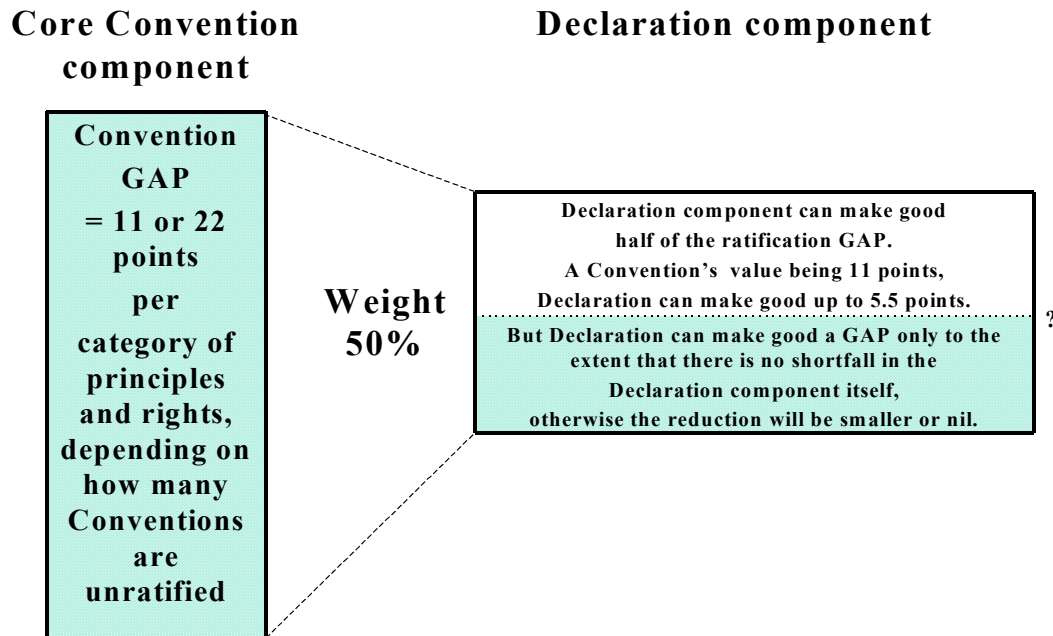 Core Convention
component
Declaration component
Convention
GAP
= 11 or 22
points
per
category of
principles
and rights,
depending on
how many
Conventions
are
unratified
Weight
50%
Declaration component can make good
half of the ratification GAP.
A Convention’s value being 11 points,
Declaration can make good up to 5.5 points.
But Declaration can make good a GAP only to the
extent that there is no shortfall in the
Declaration component itself,
otherwise the reduction will be smaller or nil.
?